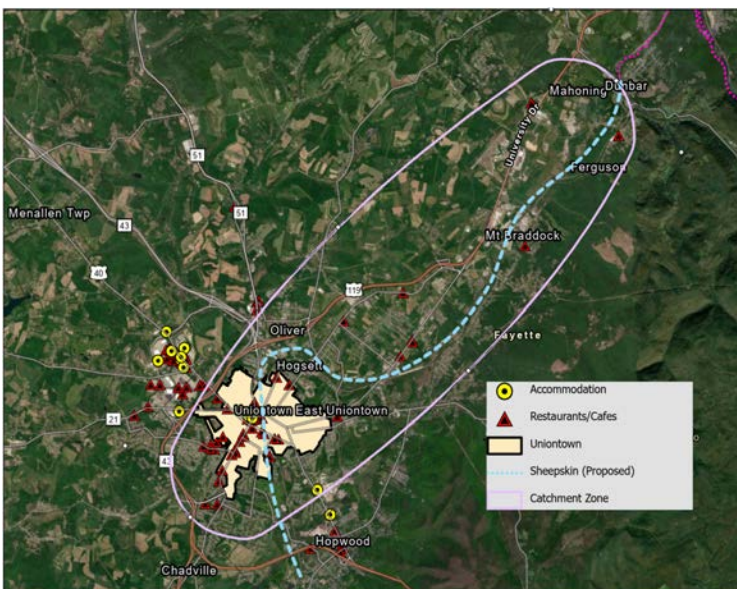 Mahoning
Dunbar
University Dr
51
Ferguson
Menallen Twp
51
43
Mt Braddock
40
119
Oliver
Fayette
Hogsett
Uniontown
East Uniontown
21
43
Hopwood
Chadville
Accommodation
Restaurants/Cafes
Uniontown
Sheepskin (Proposed)
Catchment Zone